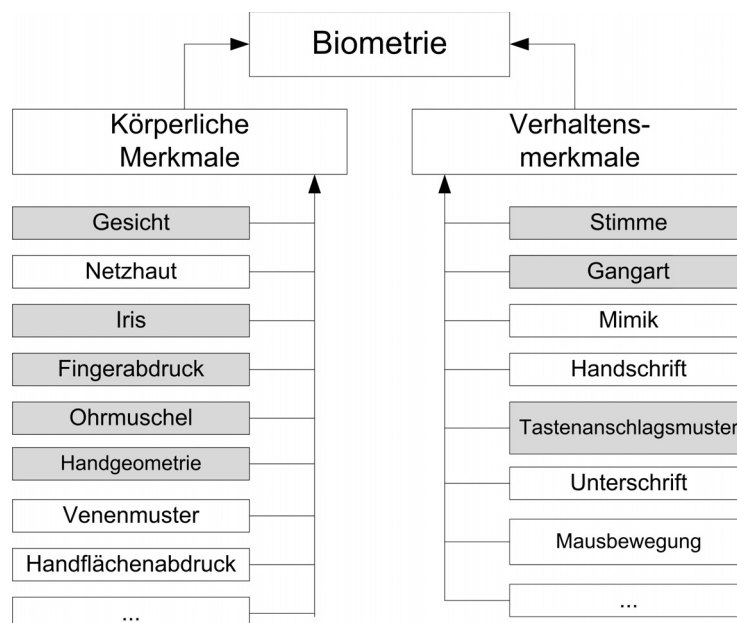 Biometrie
Körperliche
Merkmale
Gesicht
Netzhaut
Iris
Fingerabdruck
Ohrmuschel
Handgeometrie
Venenmuster
Handflächenabdruck
...
Verhaltens-
merkmale
Stimme
Gangart
Mimik
Handschrift
Tastenanschlagsmuster
Unterschrift
Mausbewegung
...